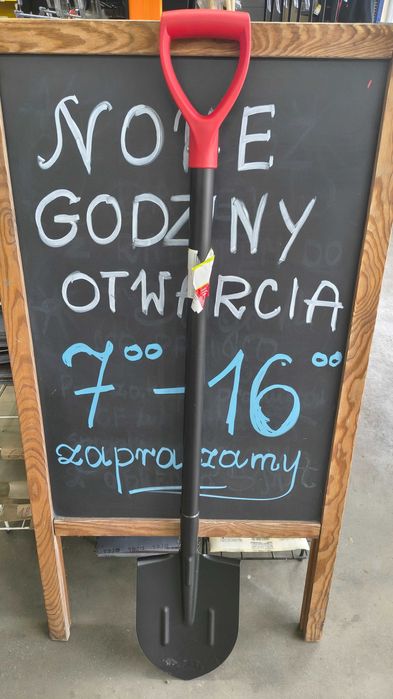 NOWE
GODZINY
OTWARCIA
7⁰⁰ - 16⁰⁰
zapraszamy